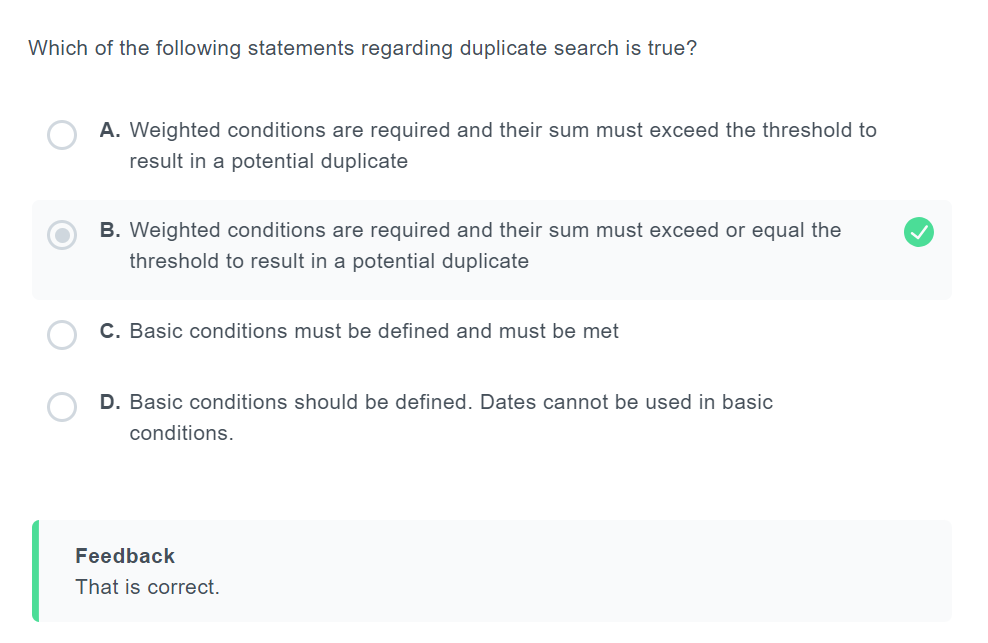 Which of the following statements regarding duplicate search is true?
A. Weighted conditions are required and their sum must exceed the threshold to
result in a potential duplicate
B. Weighted conditions are required and their sum must exceed or equal the
threshold to result in a potential duplicate
C. Basic conditions must be defined and must be met
D. Basic conditions should be defined. Dates cannot be used in basic
conditions.
Feedback
That is correct.